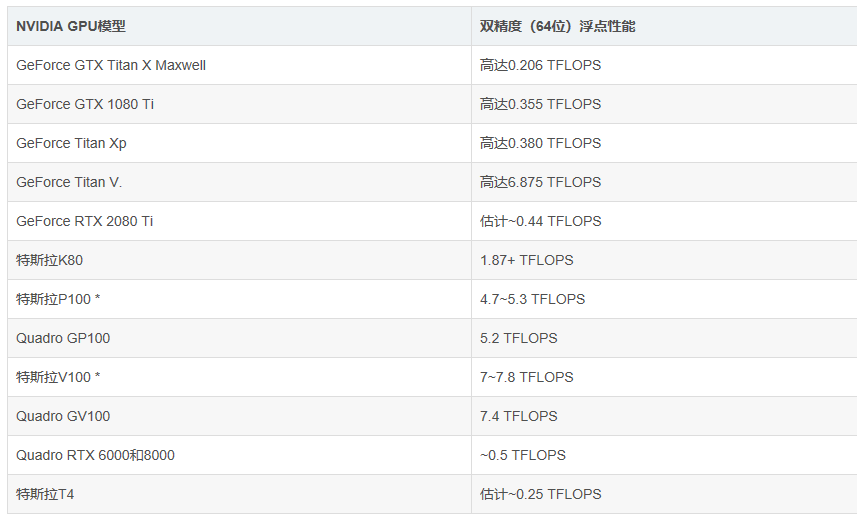 NVIDIA GPU模型 双精度（64位）浮点性能
GeForce GTX Titan X Maxwell 高达0.206 TFLOPS
GeForce GTX 1080 Ti 高达0.355 TFLOPS
GeForce Titan Xp 高达0.380 TFLOPS
GeForce Titan V. 高达6.875 TFLOPS
GeForce RTX 2080 Ti 估计~0.44 TFLOPS
特斯拉K80 1.87+ TFLOPS
特斯拉P100 * 4.7~5.3 TFLOPS
Quadro GP100 5.2 TFLOPS
特斯拉V100 * 7~7.8 TFLOPS
Quadro GV100 7.4 TFLOPS
Quadro RTX 6000和8000 ~0.5 TFLOPS
特斯拉T4 估计~0.25 TFLOPS